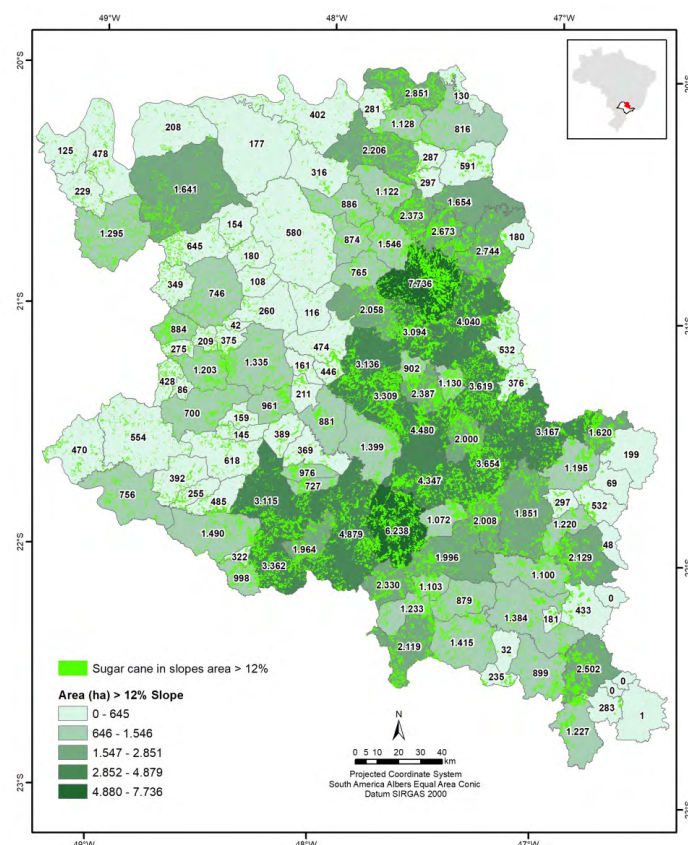 49°W 48°W 47°W
20°S 20°S
2.851 130
402 281
1.128 816
208
177
125 478
2.206
287 591
316 297
229 1.641
1.122
1.654
886 2.373
1.295 154 580 2.673
645 874 1.546 180
180 2.744
765
349 746 108 7.736
21°S 260 116 2.058 4.040 21°S
884 42 3.094
209 375 474 532
275 1.335 3.136
1.203 161 446 902
428 1.130 3.619 376
86 211 3.309 2.387
700 961
159 881 4.480 3.167 1.620
554 145 389 2.000
470 369 1.399 199
618 3.654 1.195
392 976 4.347 69
756 255 485 727 297 532
3.115 1.851
1.490 4.879 6.238 1.072 2.008 1.220
22°S 48
322 1.964 1.996 2.129
3.362
998 2.330 1.103 1.100
1.233 879 0
1.384 181 433
2.119 1.415 32
235 899 2.502
0
0
283 1
1.227
Sugar cane in slopes area > 12%
Area (ha) > 12% Slope
0 - 645
646 - 1.546
1.547 - 2.851
2.852 - 4.879
4.880 - 7.736
N
0 5 10 20 30 40
km
Projected Coordinate System
South America Albers Equal Area Conic
Datum SIRGAS 2000
23°S
49°W 48°W 47°W